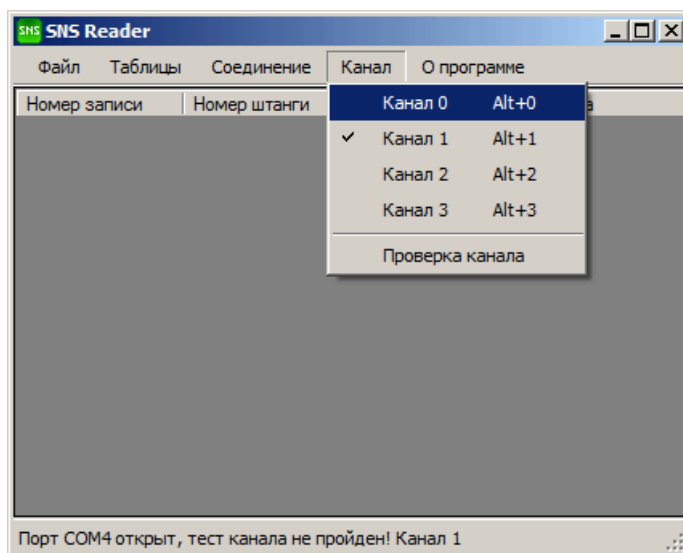 SNS SNS Reader
Файл Таблицы Соединение Канал О программе
Номер записи Номер штанги
Канал 0 Alt+0
Канал 1 Alt+1
Канал 2 Alt+2
Канал 3 Alt+3
Проверка канала
Порт COM4 открыт, тест канала не пройден! Канал 1